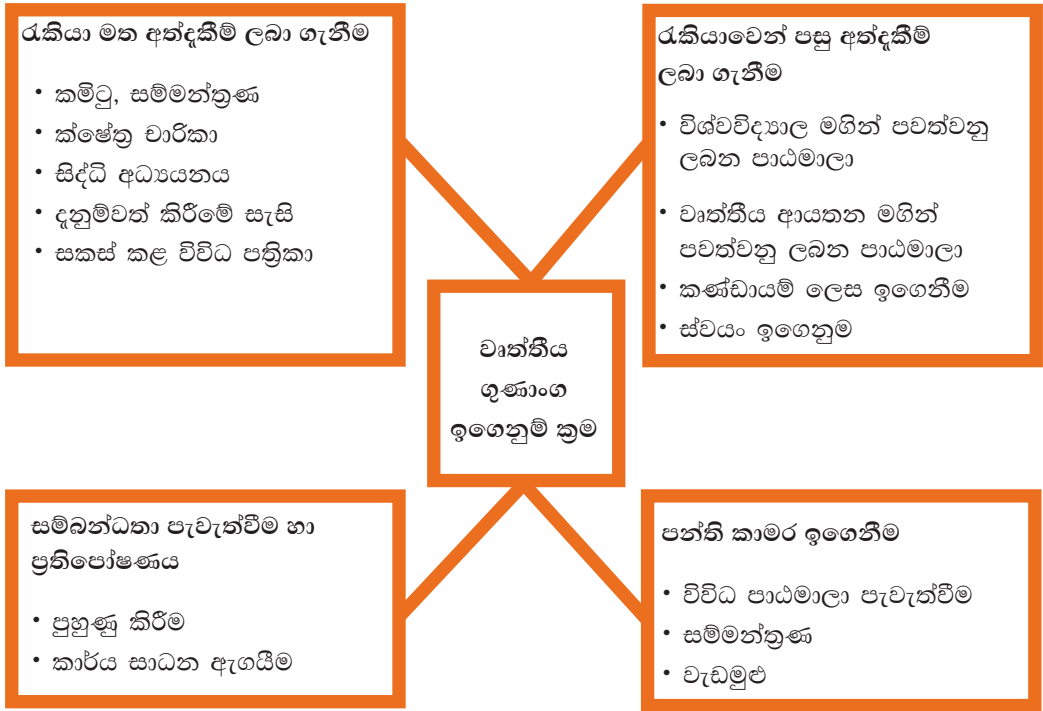 රැකියා මත අත්දැකීම් ලබා ගැනීම
• කමිටු, සම්මන්ත්‍රණ
• ක්ෂේත්‍ර චාරිකා
• සිද්ධි අධ්‍යයනය
• දැනුම්වත් කිරීමේ සැසි
• සකස් කළ විවිධ පත්‍රිකා
රැකියාවෙන් පසු අත්දැකීම්
ලබා ගැනීම
• විශ්වවිද්‍යාල මගින් පවත්වනු
ලබන පාඨමාලා
• වෘත්තීය ආයතන මගින්
පවත්වනු ලබන පාඨමාලා
• කණ්ඩායම් ලෙස ඉගෙනීම
• ස්වයං ඉගෙනුම
වෘත්තීය
ගුණාංග
ඉගෙනුම් ක්‍රම
සම්බන්ධතා පැවැත්වීම හා
ප්‍රතිපෝෂණය
• පුහුණු කිරීම
• කාර්ය සාධන ඇගයීම
පන්ති කාමර ඉගෙනීම
• විවිධ පාඨමාලා පැවැත්වීම
• සම්මන්ත්‍රණ
• වැඩමුළු